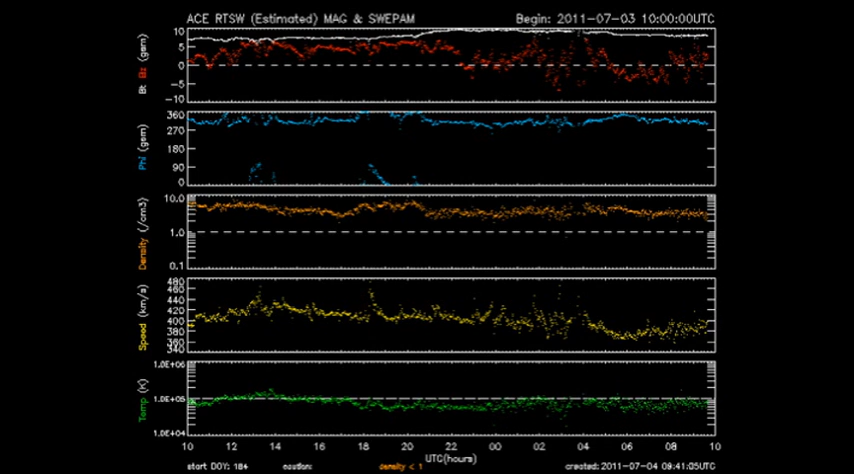 ACE RTSW (Estimated) MAG & SWEPAM Begin: 2011-07-03 10:00:00UTC
Bt Bz (gsm)
10
5
0
-5
-10
Phi (gsm)
360
270
180
90
0
Density (/cm3)
10.0
1.0
0.1
Speed (km/s)
480
460
440
420
400
380
360
340
Temp (K)
1.0E+06
1.0E+05
1.0E+04
10 12 14 16 18 20 22 00 02 04 06 08 10
UTC(hours)
start DOY: 184 caution: density < 1 created: 2011-07-04 09:41:05UTC